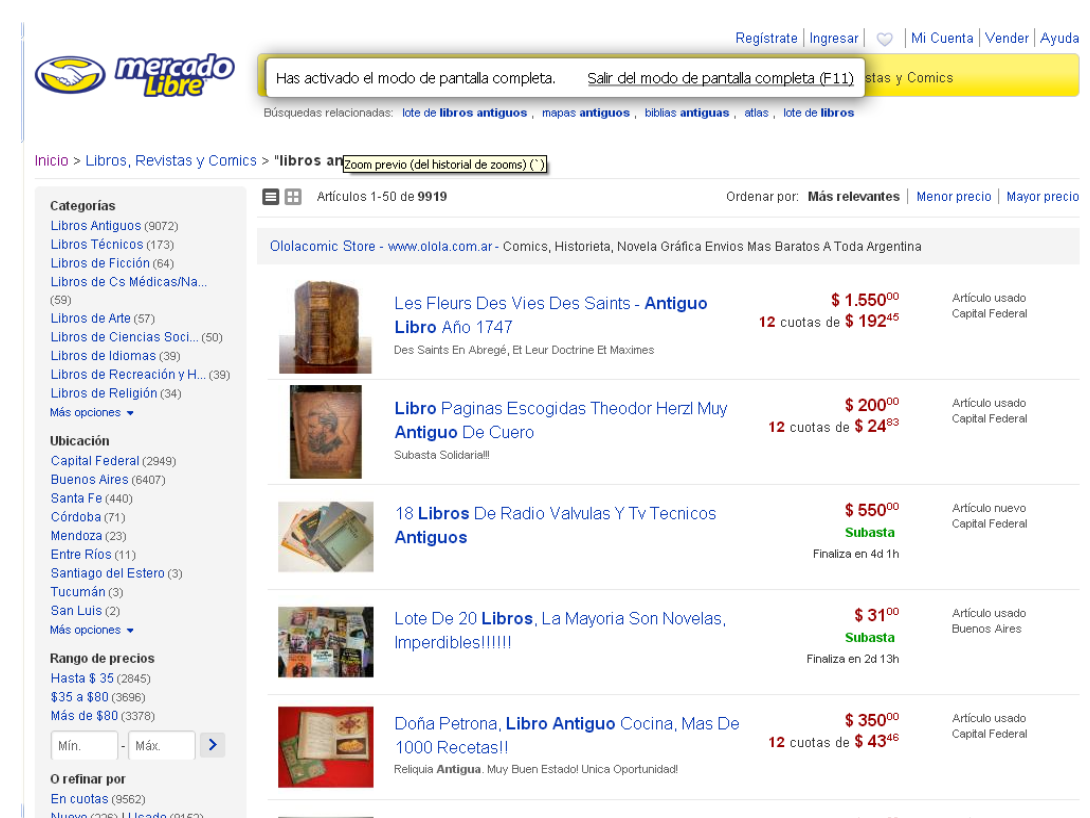 Regístrate | Ingresar | Mi Cuenta | Vender | Ayuda
mercado
libre
Has activado el modo de pantalla completa. Salir del modo de pantalla completa (F11)
stas y Comics
Búsquedas relacionadas: lote de libros antiguos , mapas antiguos , biblias antiguas , atlas , lote de libros
Inicio > Libros, Revistas y Comics > "libros an
Zoom previo (del historial de zooms) (`)
Artículos 1-50 de 9919
Ordenar por: Más relevantes | Menor precio | Mayor precio
Categorías
Libros Antiguos (9072)
Libros Técnicos (173)
Libros de Ficción (64)
Libros de Cs Médicas/Na...
(59)
Libros de Arte (57)
Libros de Ciencias Soci... (50)
Libros de Idiomas (39)
Libros de Recreación y H... (39)
Libros de Religión (34)
Más opciones
Ubicación
Capital Federal (2949)
Buenos Aires (6407)
Santa Fe (440)
Córdoba (71)
Mendoza (23)
Entre Ríos (11)
Santiago del Estero (3)
Tucumán (3)
San Luis (2)
Más opciones
Rango de precios
Hasta $ 35 (2845)
$35 a $80 (3696)
Más de $80 (3378)
Mín. - Máx.
O refinar por
En cuotas (9562)
Ololacomic Store - www.olola.com.ar - Comics, Historieta, Novela Gráfica Envios Mas Baratos A Toda Argentina
Les Fleurs Des Vies Des Saints - Antiguo
Libro Año 1747
Des Saints En Abregé, Et Leur Doctrine Et Maximes
$ 1.55000
12 cuotas de $ 19245
Artículo usado
Capital Federal
Libro Paginas Escogidas Theodor Herzl Muy
Antiguo De Cuero
Subasta Solidaria!!!
$ 20000
12 cuotas de $ 2483
Artículo usado
Capital Federal
18 Libros De Radio Valvulas Y Tv Tecnicos
Antiguos
$ 55000
Subasta
Finaliza en 4d 1h
Artículo nuevo
Capital Federal
Lote De 20 Libros, La Mayoria Son Novelas,
Imperdibles!!!!!!
$ 3100
Subasta
Finaliza en 2d 13h
Artículo usado
Buenos Aires
Doña Petrona, Libro Antiguo Cocina, Mas De
1000 Recetas!!
Reliquia Antigua. Muy Buen Estado! Unica Oportunidad!
$ 35000
12 cuotas de $ 4346
Artículo usado
Capital Federal